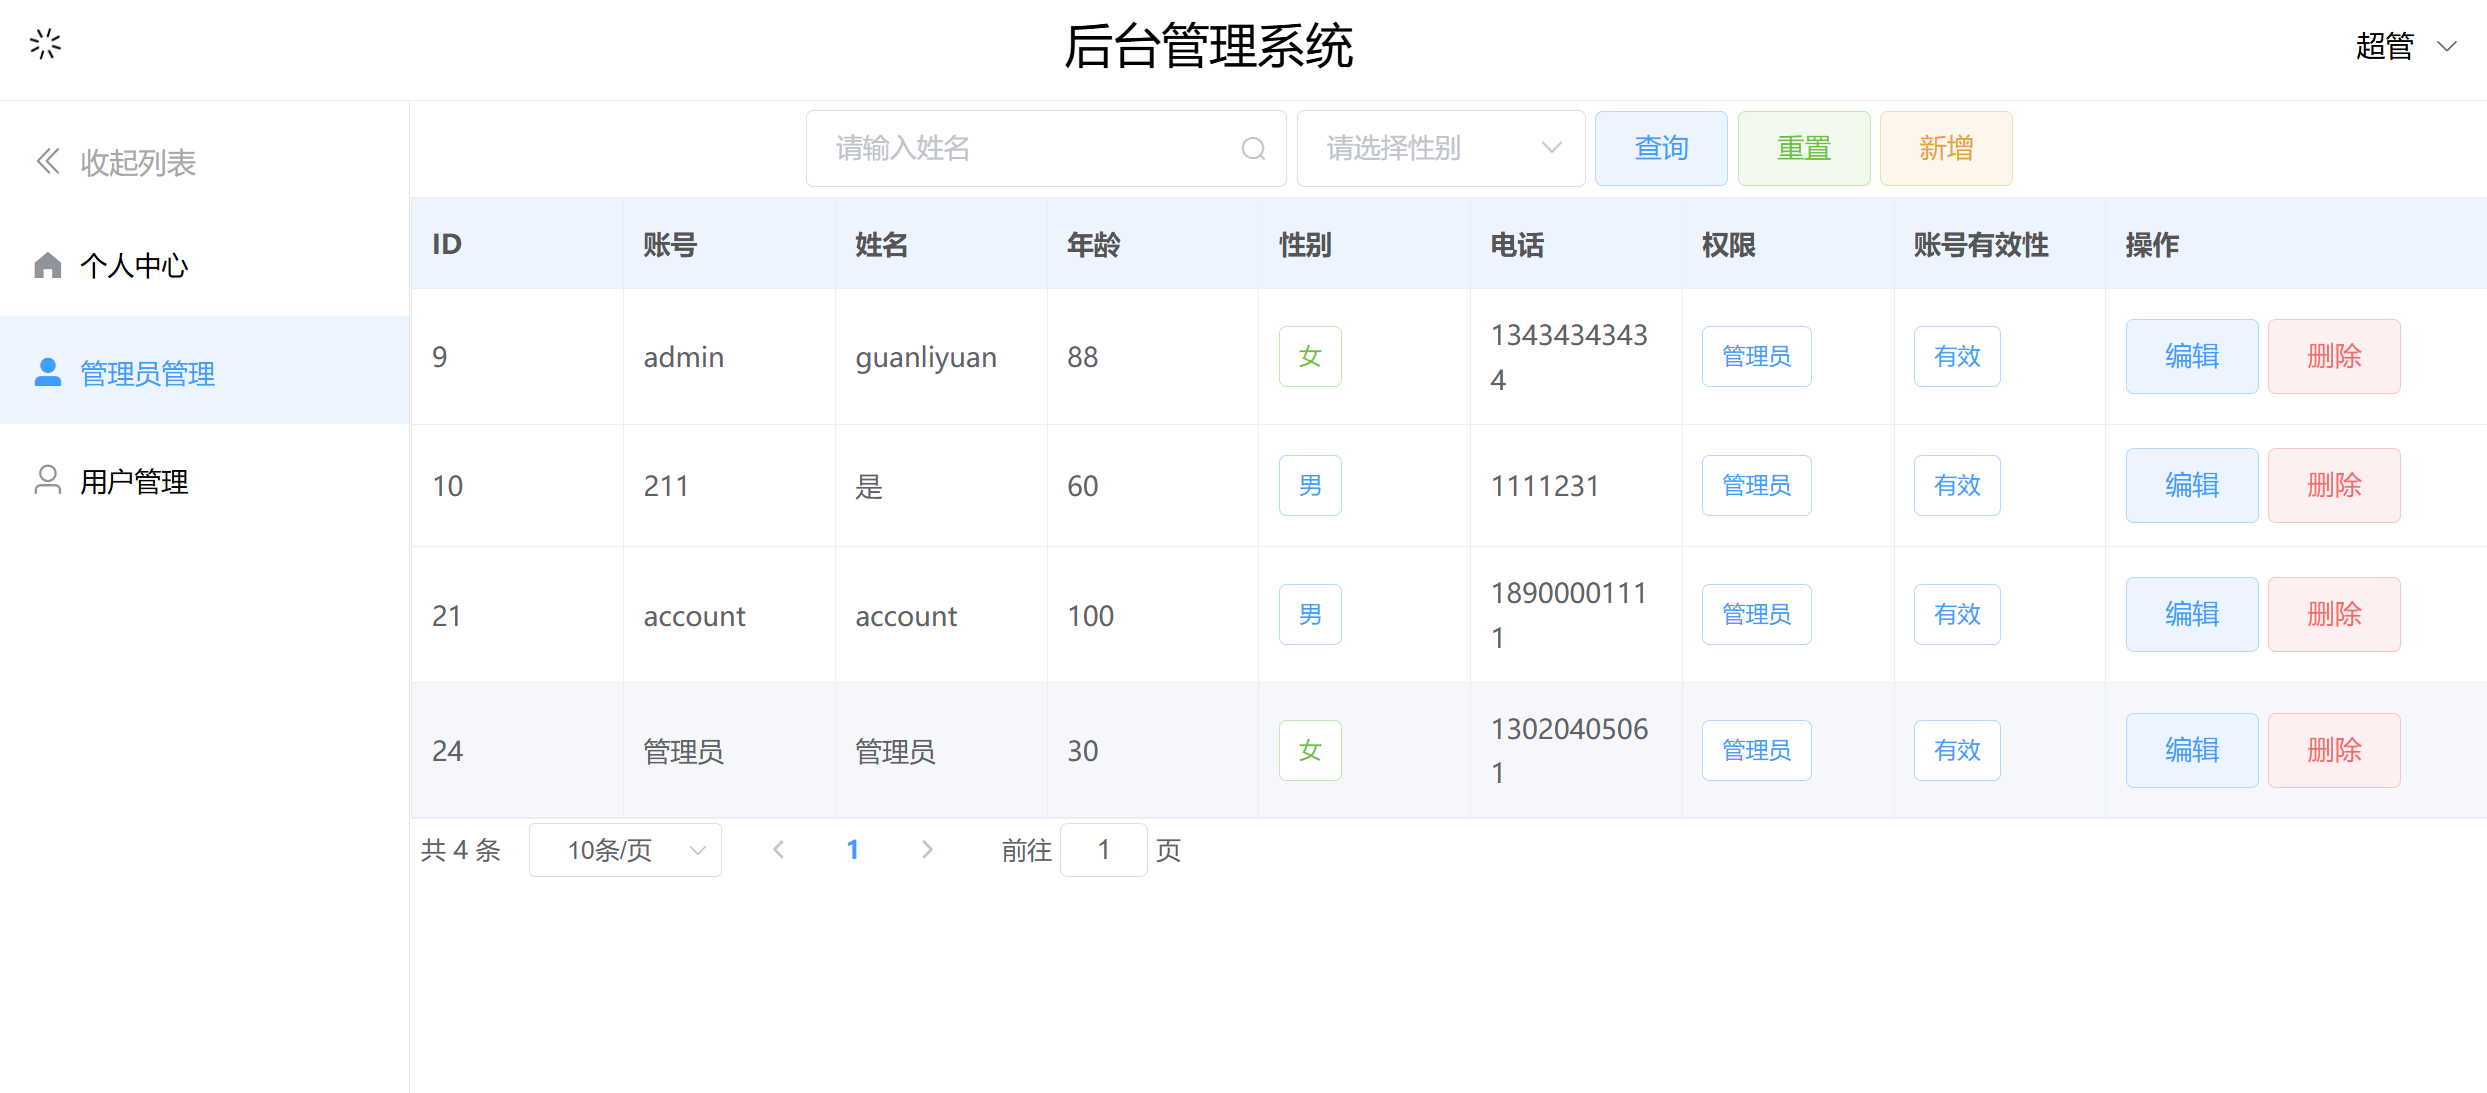 后台管理系统
超管
收起列表
个人中心
管理员管理
用户管理
请输入姓名 请选择性别 查询 重置 新增
ID 账号 姓名 年龄 性别 电话 权限 账号有效性 操作
9 admin guanliyuan 88 女 1343434343
4 管理员 有效 编辑 删除
10 211 是 60 男 1111231 管理员 有效 编辑 删除
21 account account 100 男 1890000111
1 管理员 有效 编辑 删除
24 管理员 管理员 30 女 1302040506
1 管理员 有效 编辑 删除
共 4 条 10条/页 1 前往 1 页